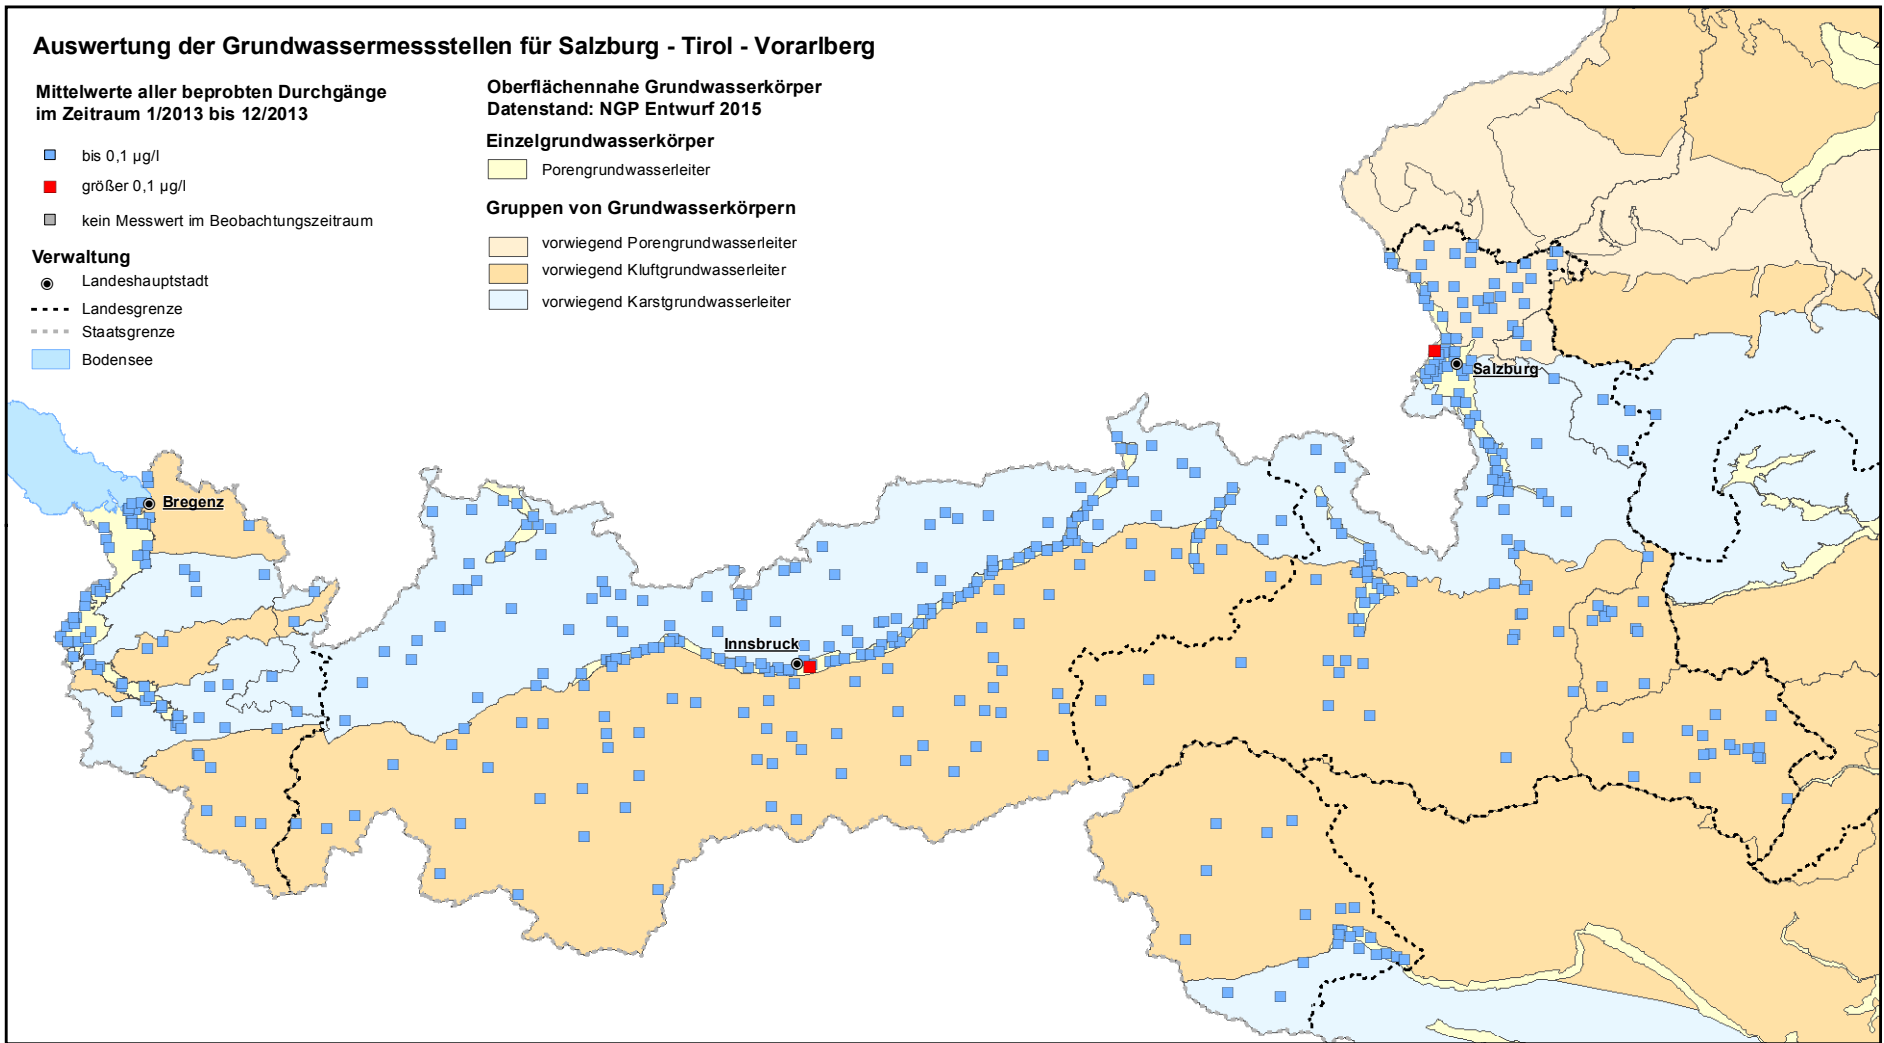 Auswertung der Grundwassermessstellen für Salzburg - Tirol - Vorarlberg
Mittelwerte aller beprobten Durchgänge
im Zeitraum 1/2013 bis 12/2013
bis 0,1 µg/l
größer 0,1 µg/l
kein Messwert im Beobachtungszeitraum
Verwaltung
Landeshauptstadt
Landesgrenze
Staatsgrenze
Bodensee
Oberflächennahe Grundwasserkörper
Datenstand: NGP Entwurf 2015
Einzelgrundwasserkörper
Porengrundwasserleiter
Gruppen von Grundwasserkörpern
vorwiegend Porengrundwasserleiter
vorwiegend Kluftgrundwasserleiter
vorwiegend Karstgrundwasserleiter
Salzburg
Bregenz
Innsbruck